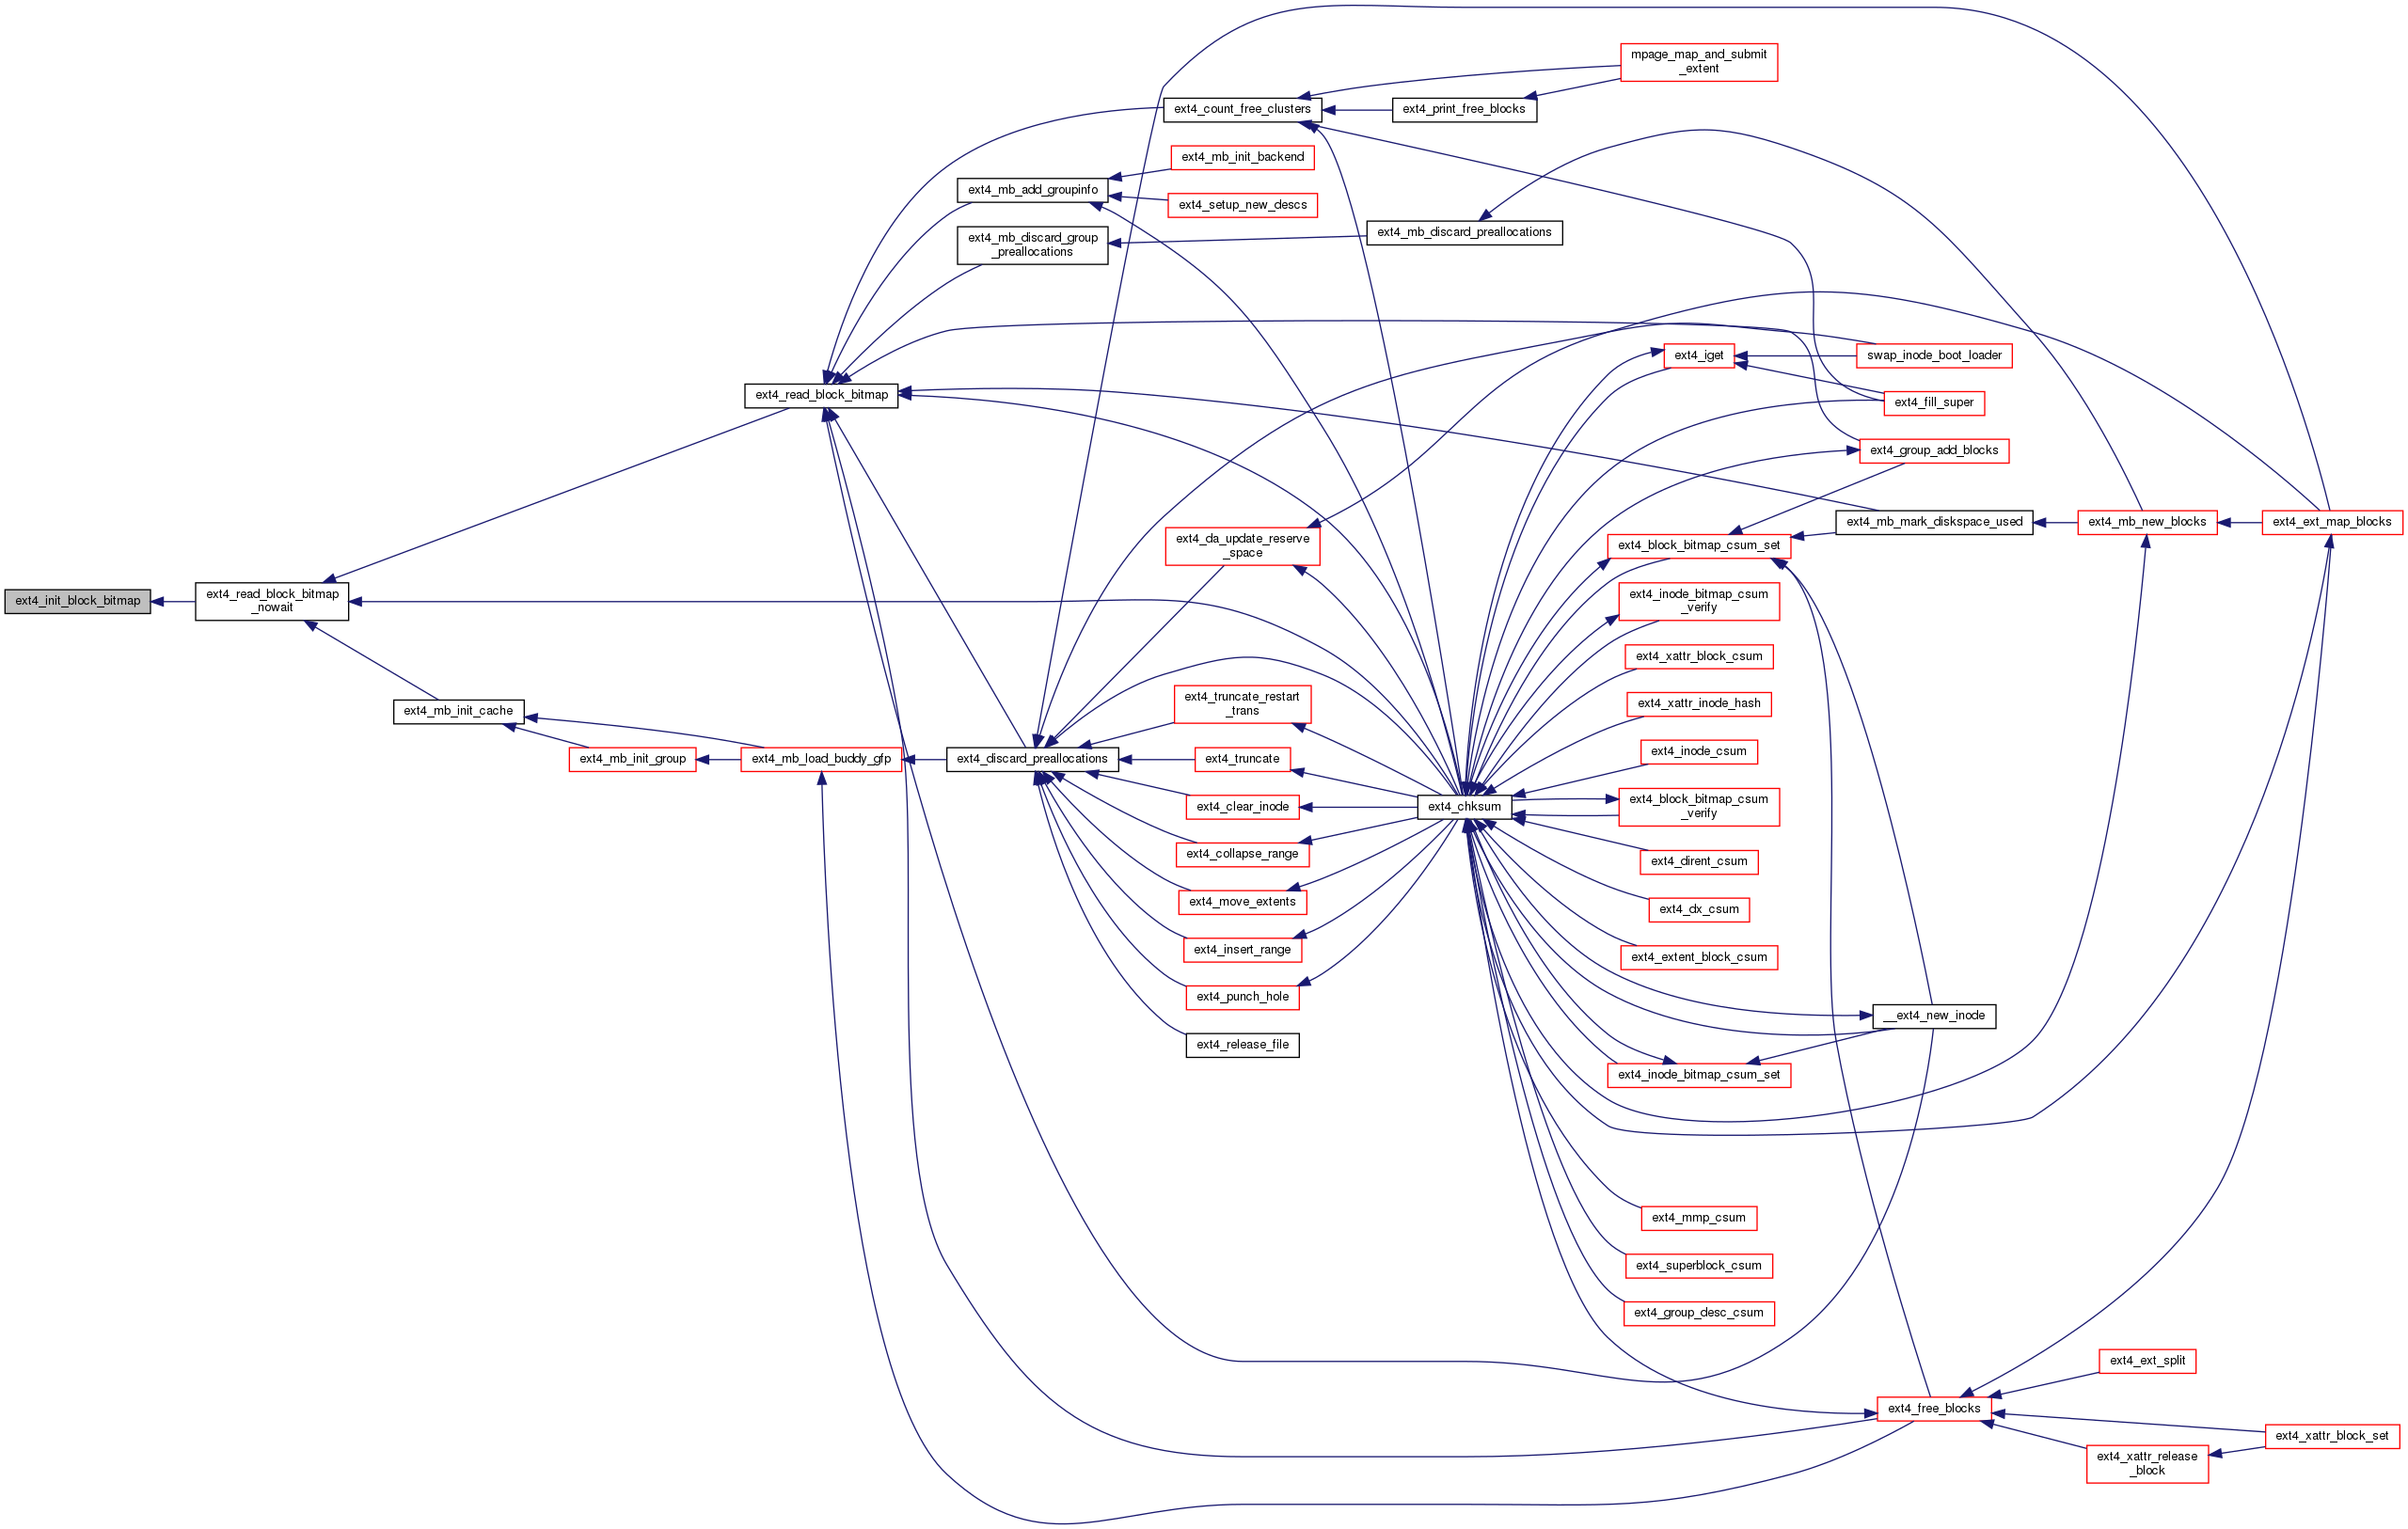 mpage_map_and_submit
_extent
ext4_count_free_clusters
ext4_print_free_blocks
ext4_mb_init_backend
ext4_mb_add_groupinfo
ext4_setup_new_descs
ext4_mb_discard_group
_preallocations
ext4_mb_discard_preallocations
ext4_iget
swap_inode_boot_loader
ext4_read_block_bitmap
ext4_fill_super
ext4_group_add_blocks
ext4_mb_mark_diskspace_used
ext4_mb_new_blocks
ext4_ext_map_blocks
ext4_da_update_reserve
_space
ext4_block_bitmap_csum_set
ext4_init_block_bitmap
ext4_read_block_bitmap
_nowait
ext4_inode_bitmap_csum
_verify
ext4_xattr_block_csum
ext4_mb_init_cache
ext4_truncate_restart
_trans
ext4_xattr_inode_hash
ext4_mb_init_group
ext4_mb_load_buddy_gfp
ext4_discard_preallocations
ext4_truncate
ext4_inode_csum
ext4_clear_inode
ext4_chksum
ext4_block_bitmap_csum
_verify
ext4_collapse_range
ext4_dirent_csum
ext4_move_extents
ext4_dx_csum
ext4_insert_range
ext4_extent_block_csum
ext4_punch_hole
__ext4_new_inode
ext4_release_file
ext4_inode_bitmap_csum_set
ext4_mmp_csum
ext4_superblock_csum
ext4_group_desc_csum
ext4_ext_split
ext4_free_blocks
ext4_xattr_block_set
ext4_xattr_release
_block